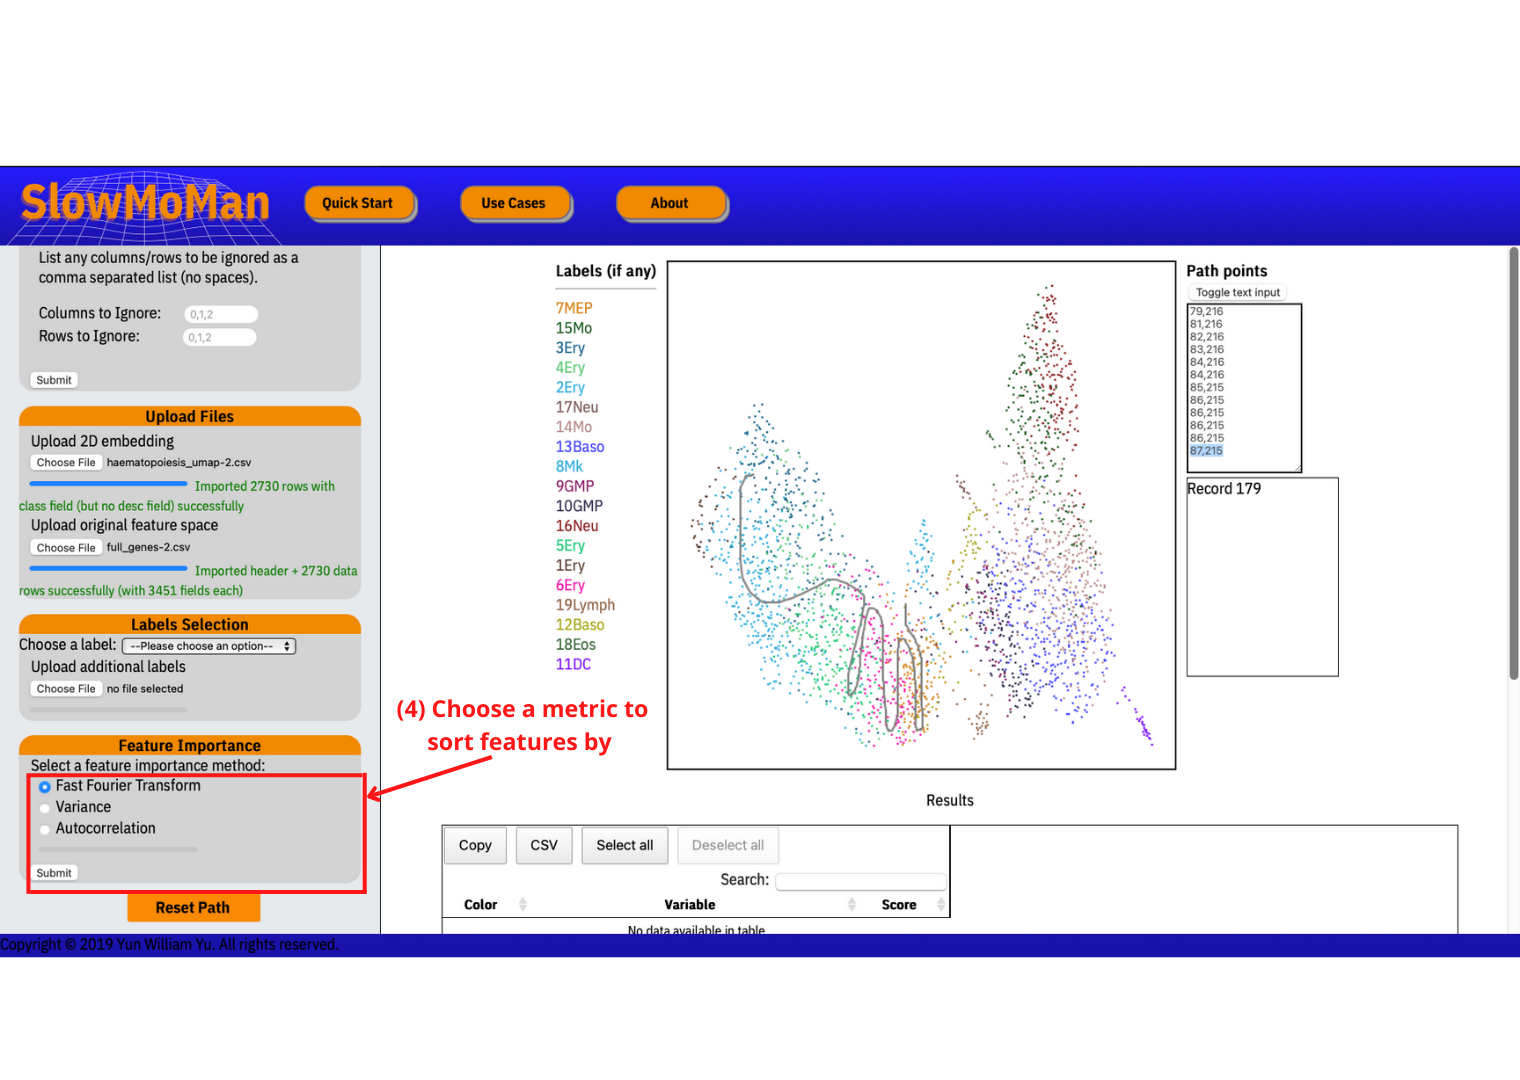 SlowMoMan
Quick Start
Use Cases
About
List any columns/rows to be ignored as a
comma separated list (no spaces).
Columns to Ignore: 0,1,2
Rows to Ignore: 0,1,2
Submit
Upload Files
Upload 2D embedding
Choose File haematopoiesis_umap-2.csv
Imported 2730 rows with
class field (but no desc field) successfully
Upload original feature space
Choose File full_genes-2.csv
Imported header + 2730 data
rows successfully (with 3451 fields each)
Labels Selection
Choose a label: --Please choose an option--
Upload additional labels
Choose File no file selected
Feature Importance
Select a feature importance method:
Fast Fourier Transform
Variance
Autocorrelation
Submit
Reset Path
(4) Choose a metric to
sort features by
Labels (if any)
7MEP
15Mo
3Ery
4Ery
2Ery
17Neu
14Mo
13Baso
8Mk
9GMP
10GMP
16Neu
5Ery
1Ery
6Ery
19Lymph
12Baso
18Eos
11DC
Path points
Toggle text input
79,216
81,216
82,216
83,216
84,216
84,216
85,215
86,215
86,215
86,215
86,215
87,215
Record 179
Results
Copy
CSV
Select all
Deselect all
Search:
Color Variable Score
No data available in table
Copyright © 2019 Yun William Yu. All rights reserved.